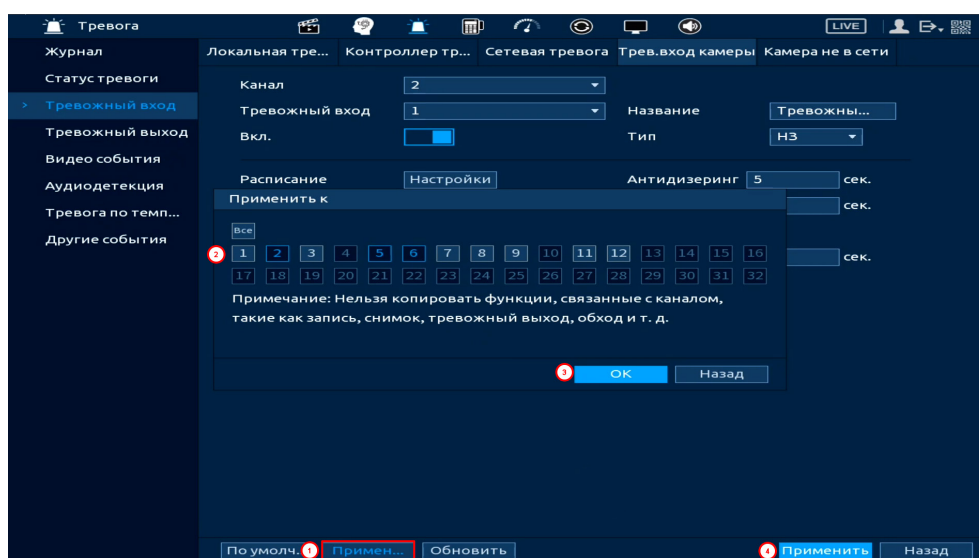 Тревога
LIVE
Журнал
Статус тревоги
> Тревожный вход
Тревожный выход
Видео события
Аудиодетекция
Тревога по темп...
Другие события
Локальная тре... Контроллер тр... Сетевая тревога Трев.вход камеры Камера не в сети
Канал 2
Тревожный вход 1 Название Тревожны...
Вкл. Тип НЗ
Расписание Настройки Антидизеринг 5 сек.
сек.
сек.
Применить к
Все
2 1 2 3 4 5 6 7 8 9 10 11 12 13 14 15 16
17 18 19 20 21 22 23 24 25 26 27 28 29 30 31 32
Примечание: Нельзя копировать функции, связанные с каналом,
такие как запись, снимок, тревожный выход, обход и т. д.
3 OK Назад
По умолч. 1 Примен... Обновить 4 Применить Назад